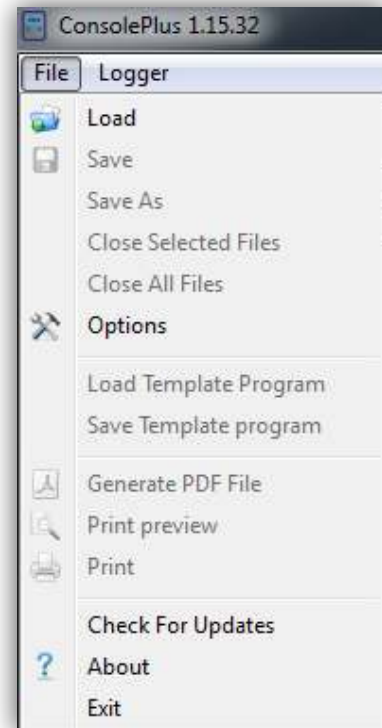 ConsolePlus 1.15.32
File Logger
Load
Save
Save As
Close Selected Files
Close All Files
Options
Load Template Program
Save Template program
Generate PDF File
Print preview
Print
Check For Updates
About
Exit